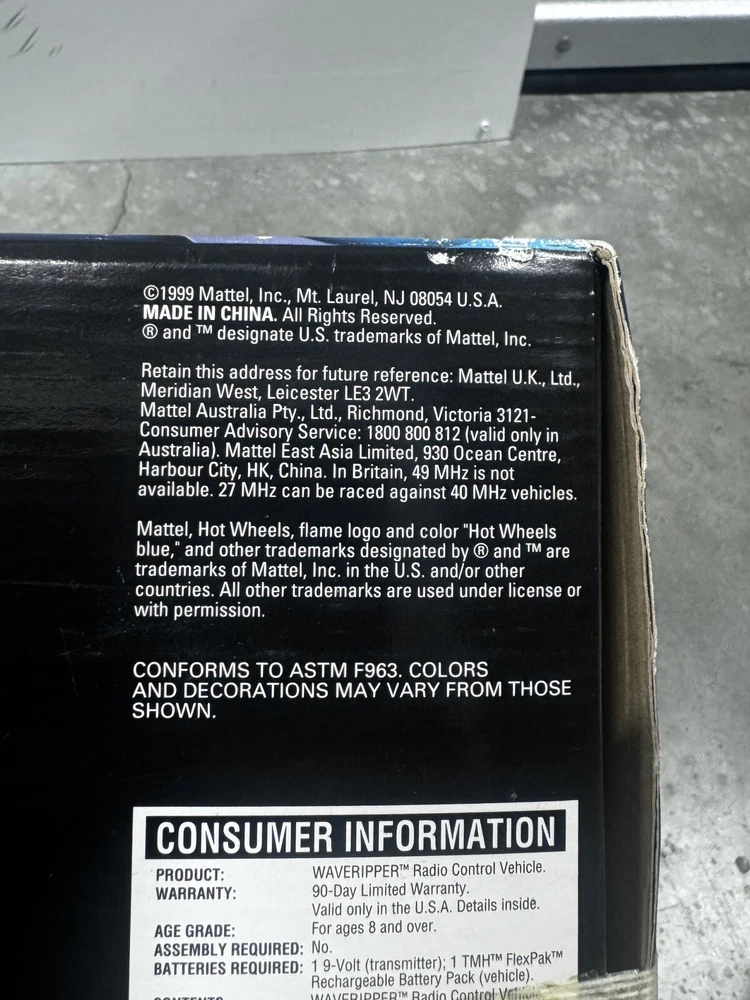 ©1999 Mattel, Inc., Mt. Laurel, NJ 08054 U.S.A.
MADE IN CHINA. All Rights Reserved.
® and ™ designate U.S. trademarks of Mattel, Inc.
Retain this address for future reference: Mattel U.K., Ltd.,
Meridian West, Leicester LE3 2WT.
Mattel Australia Pty., Ltd., Richmond, Victoria 3121-
Consumer Advisory Service: 1800 800 812 (valid only in
Australia). Mattel East Asia Limited, 930 Ocean Centre,
Harbour City, HK, China. In Britain, 49 MHz is not
available. 27 MHz can be raced against 40 MHz vehicles.
Mattel, Hot Wheels, flame logo and color "Hot Wheels
blue," and other trademarks designated by ® and ™ are
trademarks of Mattel, Inc. in the U.S. and/or other
countries. All other trademarks are used under license or
with permission.
CONFORMS TO ASTM F963. COLORS
AND DECORATIONS MAY VARY FROM THOSE
SHOWN.
CONSUMER INFORMATION
PRODUCT: WAVERIPPER™ Radio Control Vehicle.
WARRANTY: 90-Day Limited Warranty.
Valid only in the U.S.A. Details inside.
AGE GRADE: For ages 8 and over.
ASSEMBLY REQUIRED: No.
BATTERIES REQUIRED: 1 9-Volt (transmitter); 1 TMH™ FlexPak™
Rechargeable Battery Pack (vehicle).
CONTENTS WAVERIPPER™ Radio Control